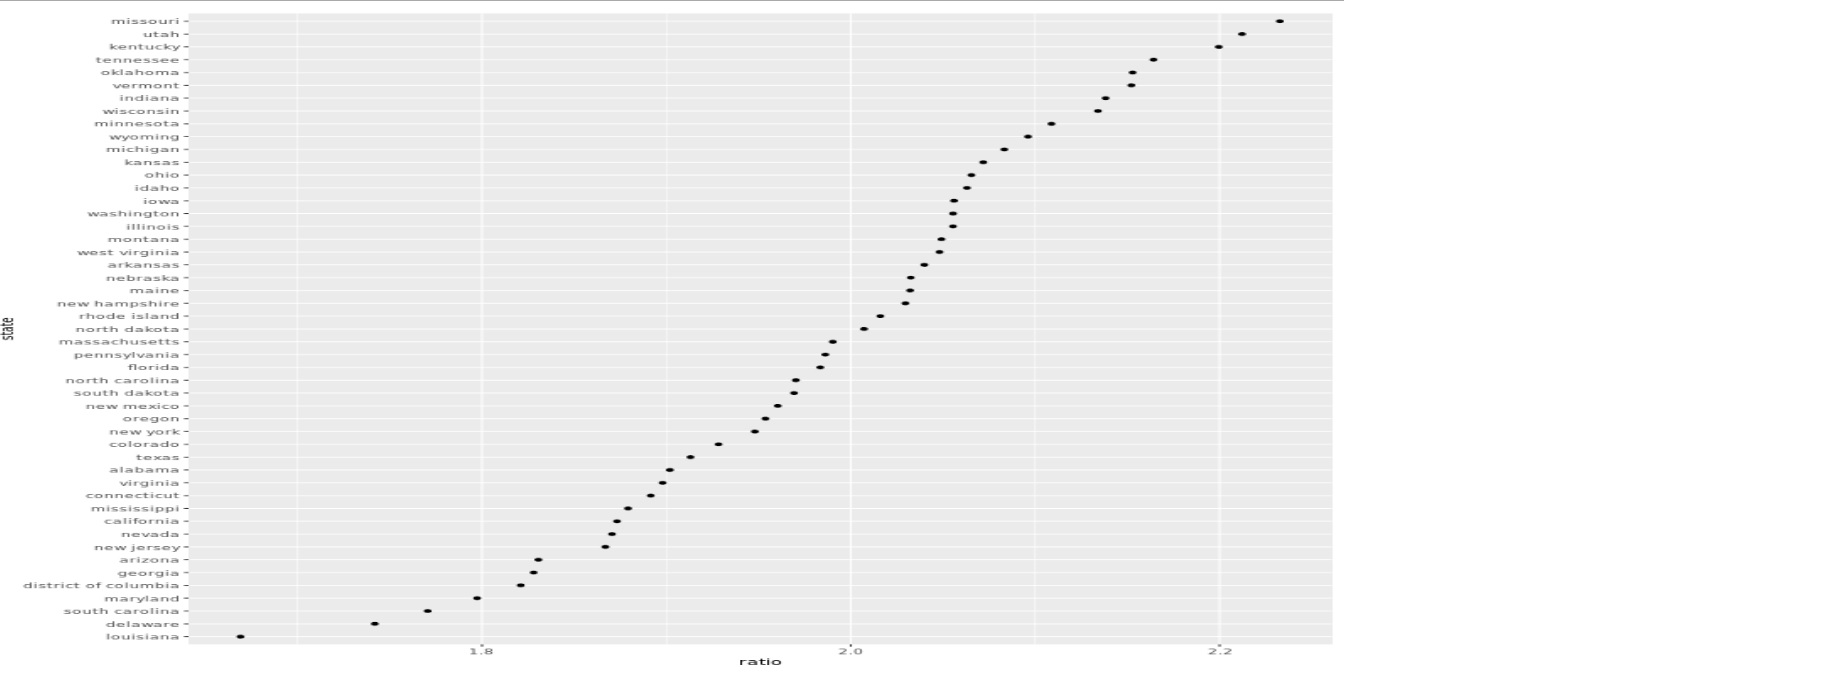 missouri
utah
kentucky
tennessee
oklahoma
vermont
indiana
wisconsin
minnesota
wyoming
michigan
kansas
ohio
idaho
iowa
washington
illinois
montana
west virginia
arkansas
nebraska
maine
new hampshire
rhode island
north dakota
massachusetts
pennsylvania
florida
north carolina
south dakota
new mexico
oregon
new york
colorado
texas
alabama
virginia
connecticut
mississippi
california
nevada
new jersey
arizona
georgia
district of columbia
maryland
south carolina
delaware
louisiana
state
1.8 2.0 2.2
ratio